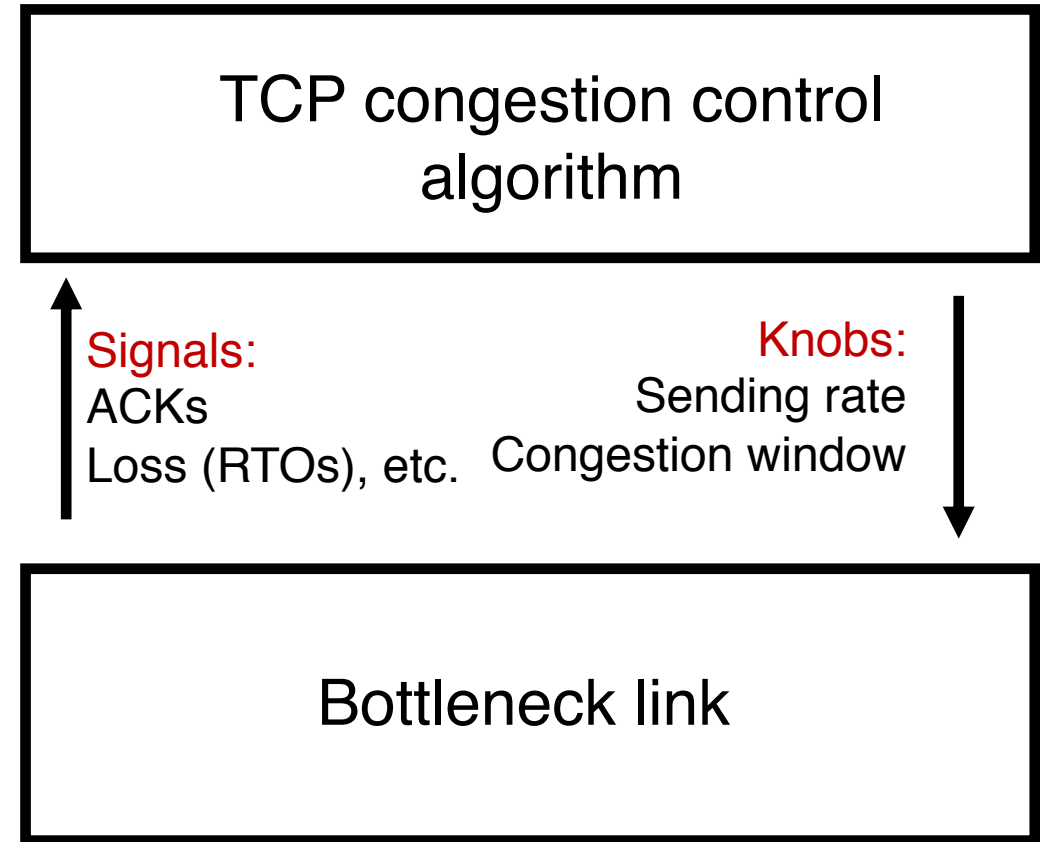 TCP congestion control
algorithm
Signals:
ACKs
Loss (RTOs), etc.
Knobs:
Sending rate
Congestion window
Bottleneck link